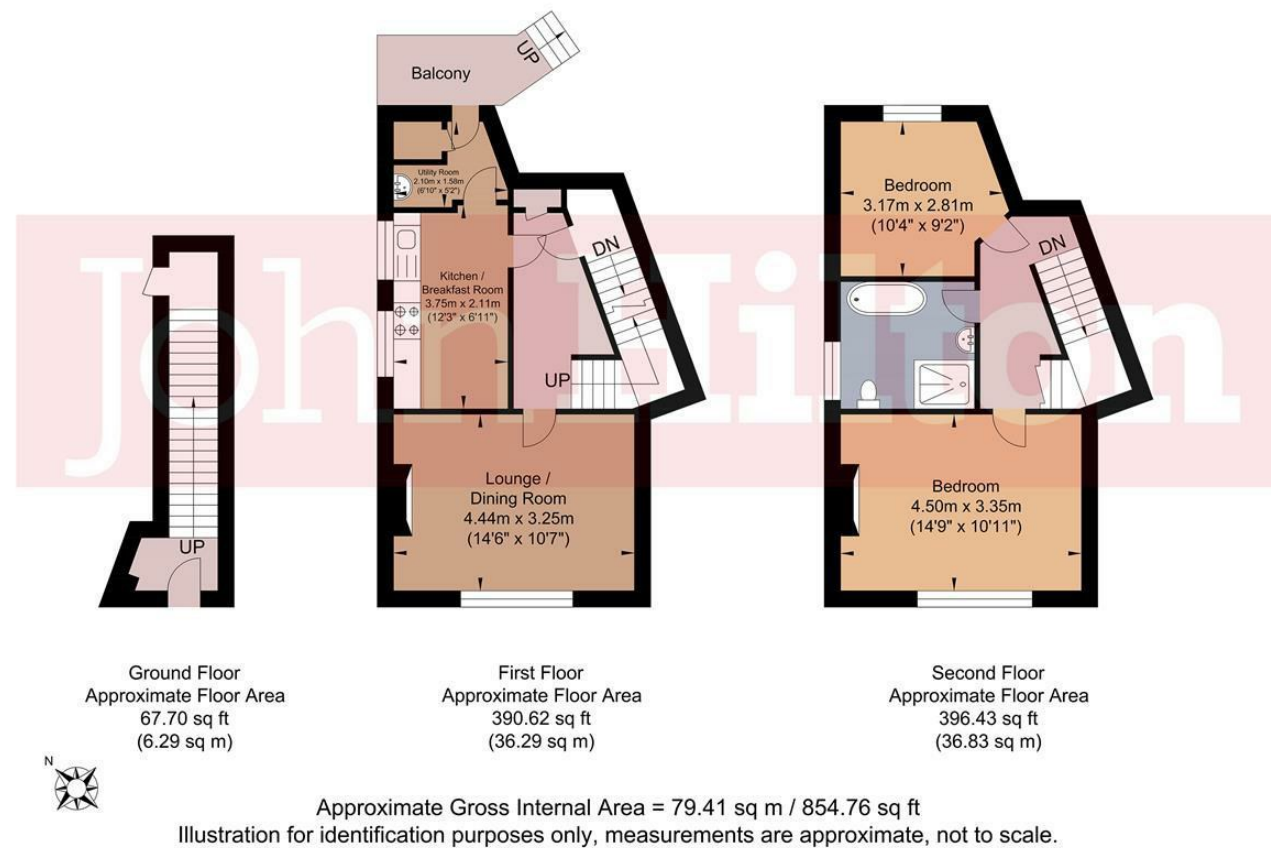 John Hilton
Balcony
UP
Utility Room
2.10m x 1.58m
(6'10" x 5'2")
Kitchen /
Breakfast Room
3.75m x 2.11m
(12'3" x 6'11")
DN
UP
Lounge /
Dining Room
4.44m x 3.25m
(14'6" x 10'7")
Bedroom
3.17m x 2.81m
(10'4" x 9'2")
DN
Bedroom
4.50m x 3.35m
(14'9" x 10'11")
UP
Ground Floor
Approximate Floor Area
67.70 sq ft
(6.29 sq m)
First Floor
Approximate Floor Area
390.62 sq ft
(36.29 sq m)
Second Floor
Approximate Floor Area
396.43 sq ft
(36.83 sq m)
N
Approximate Gross Internal Area = 79.41 sq m / 854.76 sq ft
Illustration for identification purposes only, measurements are approximate, not to scale.